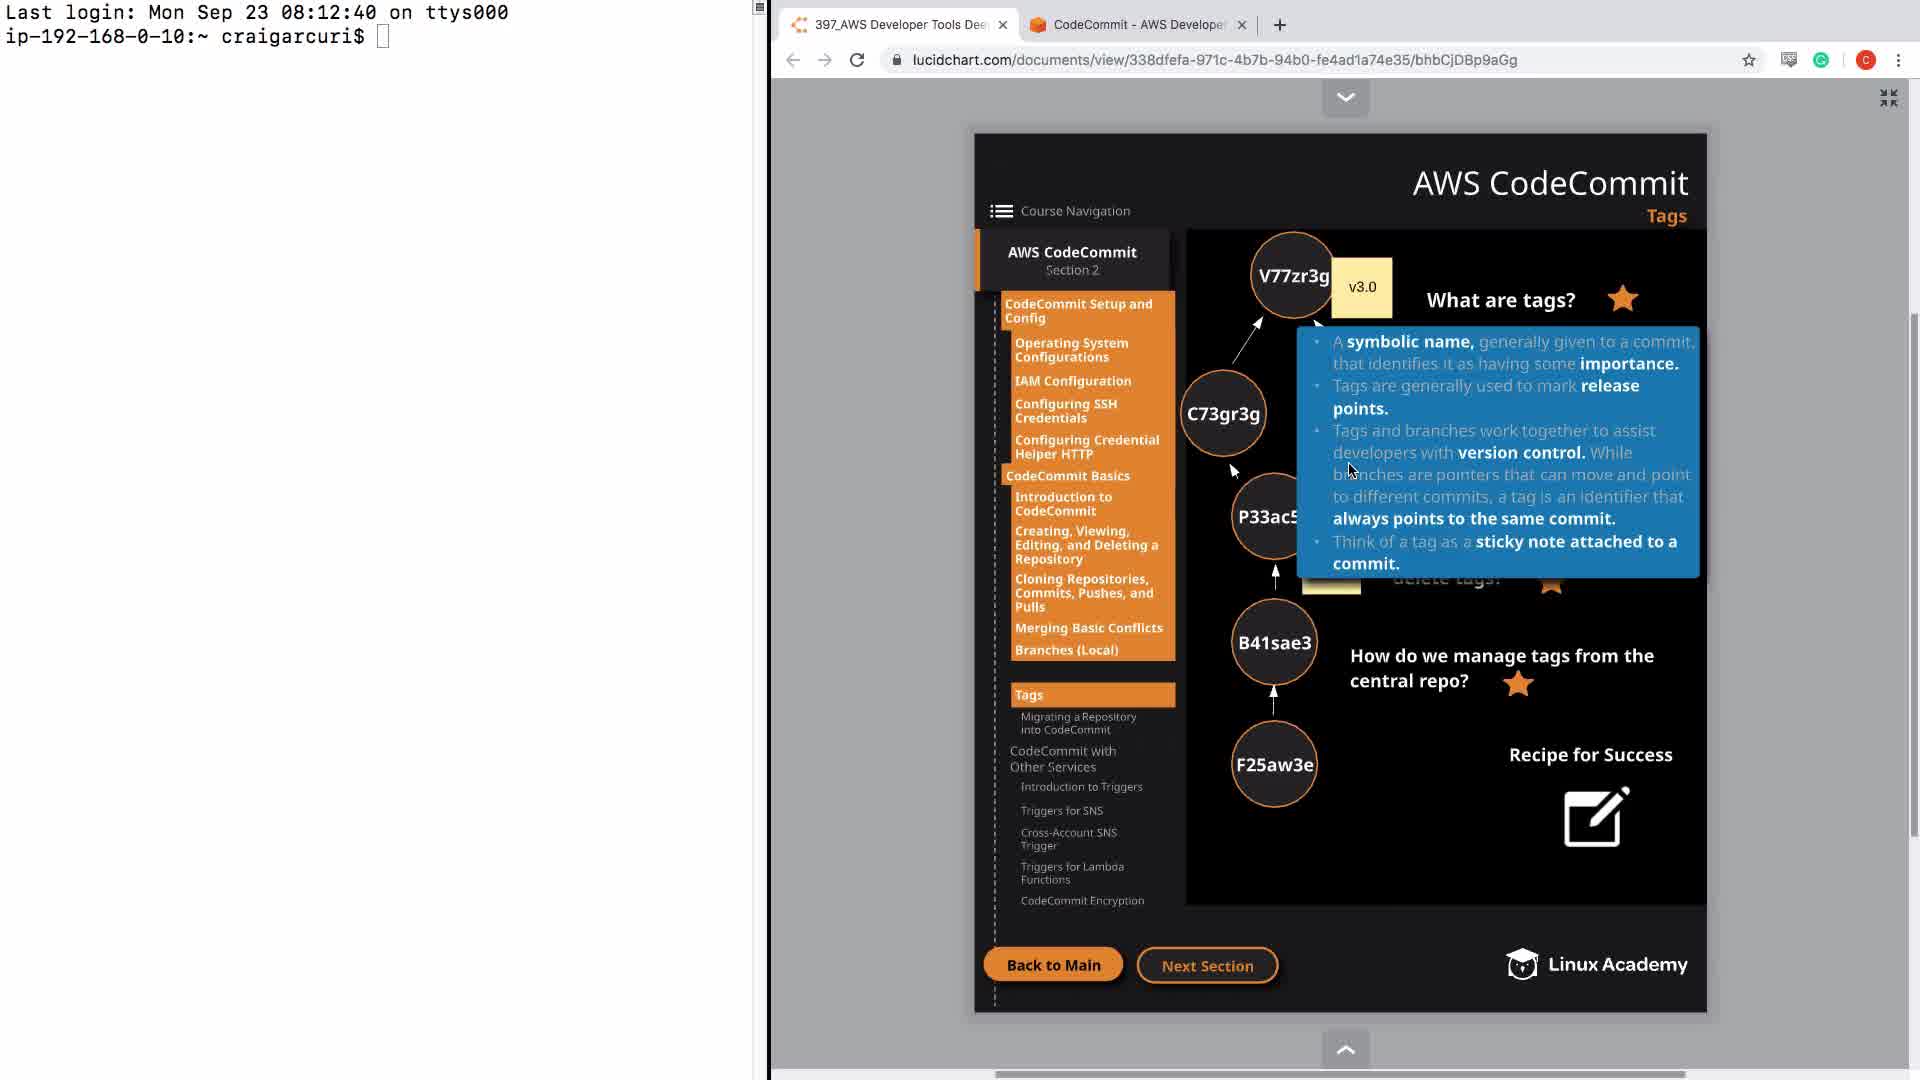 Last login: Mon Sep 23 08:12:40 on ttys000
ip-192-168-0-10:~ craigarcuri$
397_AWS Developer Tools Dee
CodeCommit - AWS Developer
lucidchart.com/documents/view/338dfefa-971c-4b7b-94b0-fe4ad1a74e35/bhbCjDBp9aGg
C
AWS CodeCommit
Tags
Course Navigation
AWS CodeCommit
Section 2
CodeCommit Setup and
Config
Operating System
Configurations
IAM Configuration
Configuring SSH
Credentials
Configuring Credential
Helper HTTP
CodeCommit Basics
Introduction to
CodeCommit
Creating, Viewing,
Editing, and Deleting a
Repository
Cloning Repositories,
Commits, Pushes, and
Pulls
Merging Basic Conflicts
Branches (Local)
Tags
Migrating a Repository
into CodeCommit
CodeCommit with
Other Services
Introduction to Triggers
Triggers for SNS
Cross-Account SNS
Trigger
Triggers for Lambda
Functions
CodeCommit Encryption
V77zr3g
v3.0
C73gr3g
P33ac5
B41sae3
F25aw3e
What are tags?
• A symbolic name, generally given to a commit,
that identifies it as having some importance.
• Tags are generally used to mark release
points.
• Tags and branches work together to assist
developers with version control. While
branches are pointers that can move and point
to different commits, a tag is an identifier that
always points to the same commit.
• Think of a tag as a sticky note attached to a
commit.
delete tags?
How do we manage tags from the
central repo?
Recipe for Success
Back to Main
Next Section
Linux Academy